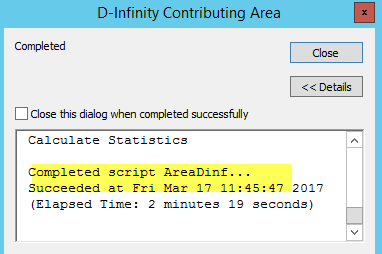 D-Infinity Contributing Area
x
Completed
Close
<< Details
Close this dialog when completed successfully
Calculate Statistics
Completed script AreaDinf...
Succeeded at Fri Mar 17 11:45:47 2017
(Elapsed Time: 2 minutes 19 seconds)